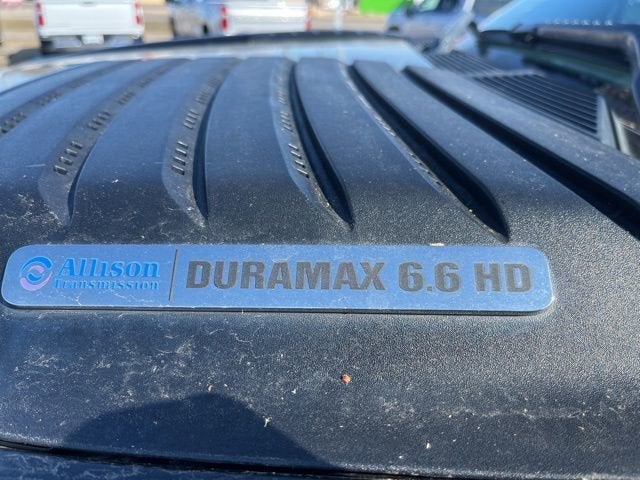 Allison DURAMAX 6.6 HD
Transmission